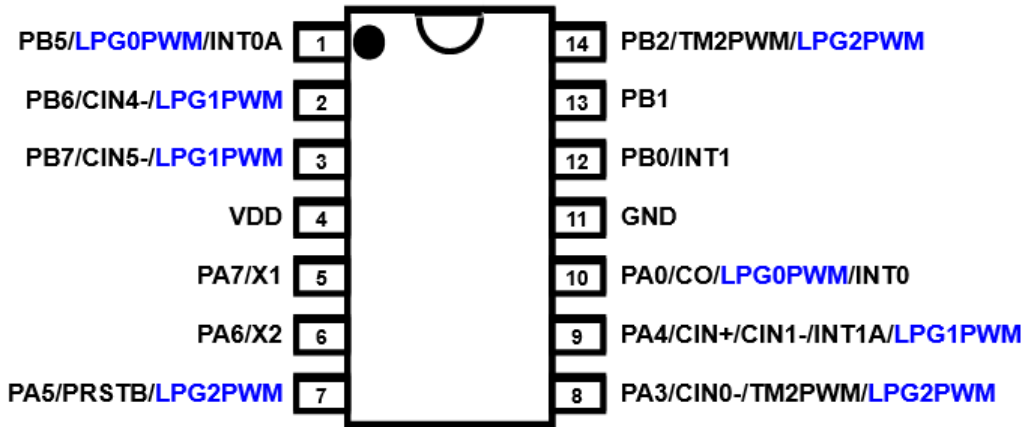 PB5/LPG0PWM/INT0A 1 14 PB2/TM2PWM/LPG2PWM
PB6/CIN4-/LPG1PWM 2 13 PB1
PB7/CIN5-/LPG1PWM 3 12 PB0/INT1
VDD 4 11 GND
PA7/X1 5 10 PA0/CO/LPG0PWM/INT0
PA6/X2 6 9 PA4/CIN+/CIN1-/INT1A/LPG1PWM
PA5/PRSTB/LPG2PWM 7 8 PA3/CIN0-/TM2PWM/LPG2PWM